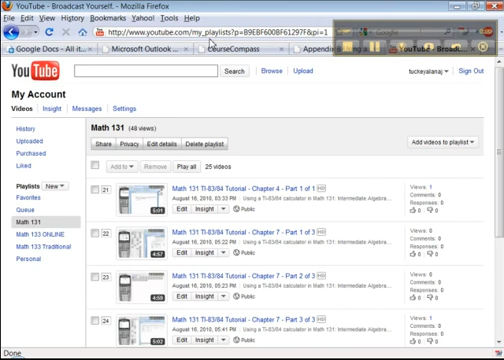 YouTube - Broadcast Yourself. - Mozilla Firefox
File Edit View History Bookmarks Tools Help
http://www.youtube.com/my_playlists?p=B9EBF600BF61297F&pi=1
Google
Google Docs - All it...
Microsoft Outlook ...
CourseCompass
Appending
YouTube - Broadcast
YouTube
Search
Browse Upload
tuckeyalanaj Sign Out
My Account
Videos Insight Messages Settings
History
Uploaded
Purchased
Liked
Playlists New
Favorites
Queue
Math 131
Math 133 ONLINE
Math 133 Traditional
Personal
Math 131 (48 views)
Share Privacy Edit details Delete playlist
Add videos to playlist
Add to Remove Play all 25 videos
21
5:01
Math 131 TI-83/84 Tutorial - Chapter 4 - Part 1 of 1 HD
August 16, 2010, 03:33 PM Using a TI-83/84 calculator in Math 131: Intermediate Algebra...
Edit Insight Public
Views: 1
Comments: 0
Responses: 0
0 0
22
4:57
Math 131 TI-83/84 Tutorial - Chapter 7 - Part 1 of 3 HD
August 16, 2010, 05:22 PM Using a TI-83/84 calculator in Math 131: Intermediate Algebra...
Edit Insight Public
Views: 1
Comments: 0
Responses: 0
0 0
23
4:59
Math 131 TI-83/84 Tutorial - Chapter 7 - Part 2 of 3 HD
August 16, 2010, 05:38 PM Using a TI-83/84 calculator in Math 131: Intermediate Algebra...
Edit Insight Public
Views: 0
Comments: 0
Responses: 0
0 0
24
5:02
Math 131 TI-83/84 Tutorial - Chapter 7 - Part 3 of 3 HD
August 16, 2010, 05:41 PM Using a TI-83/84 calculator in Math 131: Intermediate Algebra...
Edit Insight Public
Views: 0
Comments: 0
Responses: 0
0 0
Done